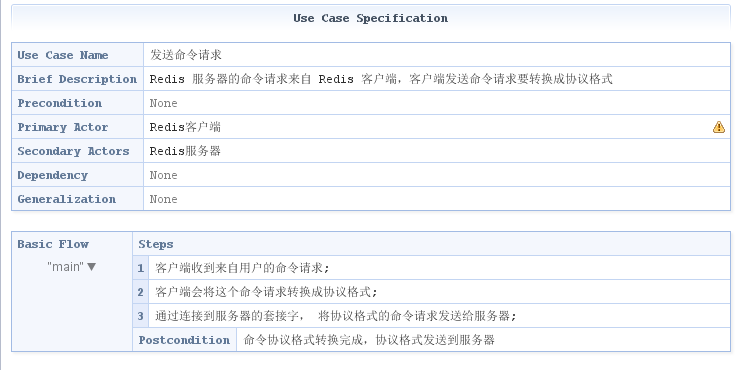 Use Case Specification
Use Case Name 发送命令请求
Brief Description Redis 服务器的命令请求来自 Redis 客户端，客户端发送命令请求要转换成协议格式
Precondition None
Primary Actor Redis客户端
Secondary Actors Redis服务器
Dependency None
Generalization None
Basic Flow Steps
"main" ▼
1 客户端收到来自用户的命令请求;
2 客户端会将这个命令请求转换成协议格式;
3 通过连接到服务器的套接字， 将协议格式的命令请求发送给服务器;
Postcondition 命令协议格式转换完成，协议格式发送到服务器